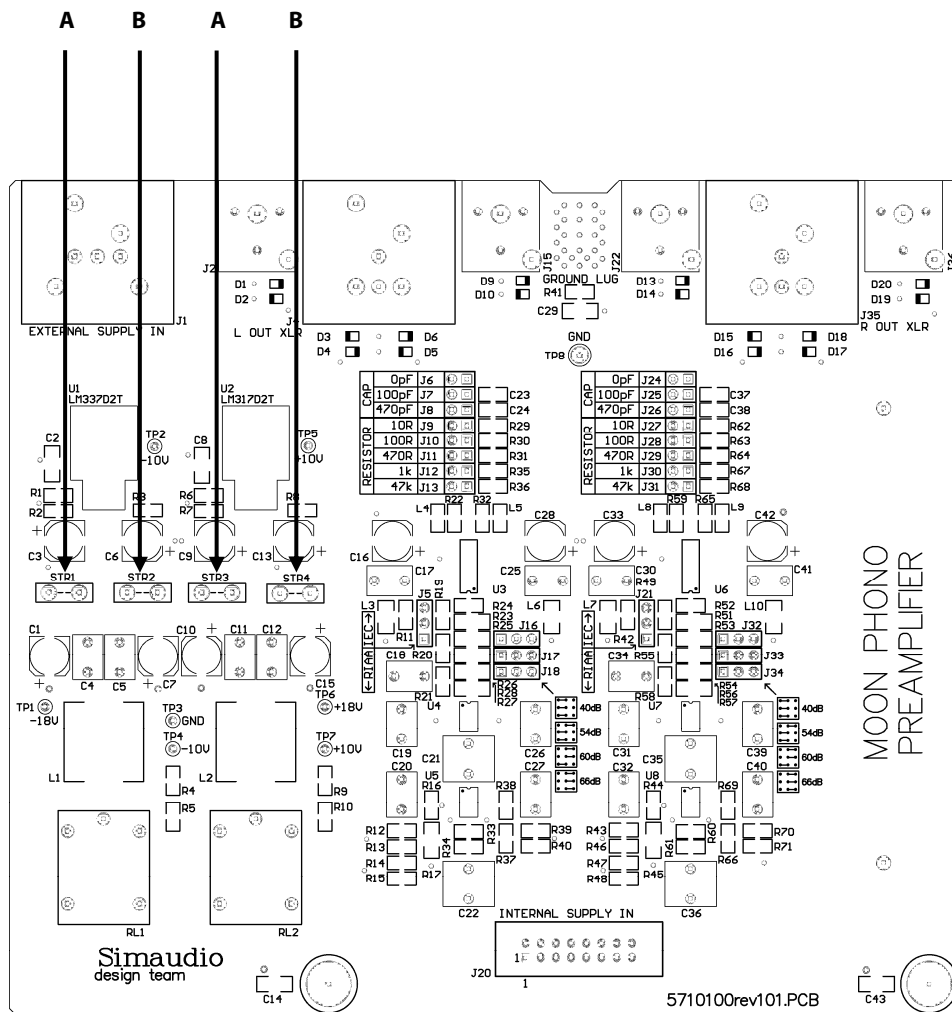 A B A B
J2 J15 J22 J36
D1 D9 GROUND LUG D13 D20
D2 D10 R41 D14 D19
J1 J4 C29 J35
EXTERNAL SUPPLY IN L OUT XLR R OUT XLR
D3 D6 GND D15 D18
D4 D5 TP8 D16 D17
CAP 0pF J6 CAP 0pF J24
100pF J7 C23 100pF J25 C37
470pF J8 C24 470pF J26 C38
RESISTOR 10R J9 R29 RESISTOR 10R J27 R62
100R J10 R30 100R J28 R63
470R J11 R31 470R J29 R64
1k J12 R35 1k J30 R67
47k J13 R36 47k J31 R68
U1 U2
LM337D2T LM317D2T
C2 TP2 C8 TP5
-10V +10V
R1 R3 R6 R8
R2 R7
R22 R32 R59 R65
L4 L5 L8 L9
C28 C33 C42
C3 C6 C9 C13 C16
C17 C25 C30 C41
STR1 STR2 STR3 STR4
J5 R19 U3 R49 J21 U6
L3 R24 L6 L7 R52 L10
R23 R51
R11 R25 J16 R42 R53 J32
←RIAA IEC→ ←RIAA IEC→
R20 J17 R55 J33
C18 J18 C34 J34
C1 C10 C11 C12
C4 C5 C7 C15
R21 R26 R58 R54
R28 R56
R27 R57
TP1 TP3 TP6 U4 U7
-18V GND +18V
TP4 TP7
-10V +10V
40dB 40dB
54dB 54dB
60dB 60dB
66dB 66dB
C19 C21 C26 C31 C35 C39
C20 U5 C27 C32 U8 C40
L1 L2
R4 R9 R16 R38 R44 R69
R5 R10
R12 R39 R43 R70
R13 R34 R33 R40 R46 R61 R60 R71
R14 R37 R47 R66
R15 R17 R48 R45
C22 C36
RL1 RL2 INTERNAL SUPPLY IN
Simaudio
design team
J20 1
1
C14 C43
5710100rev101.PCB
MOON PHONO
PREAMPLIFIER